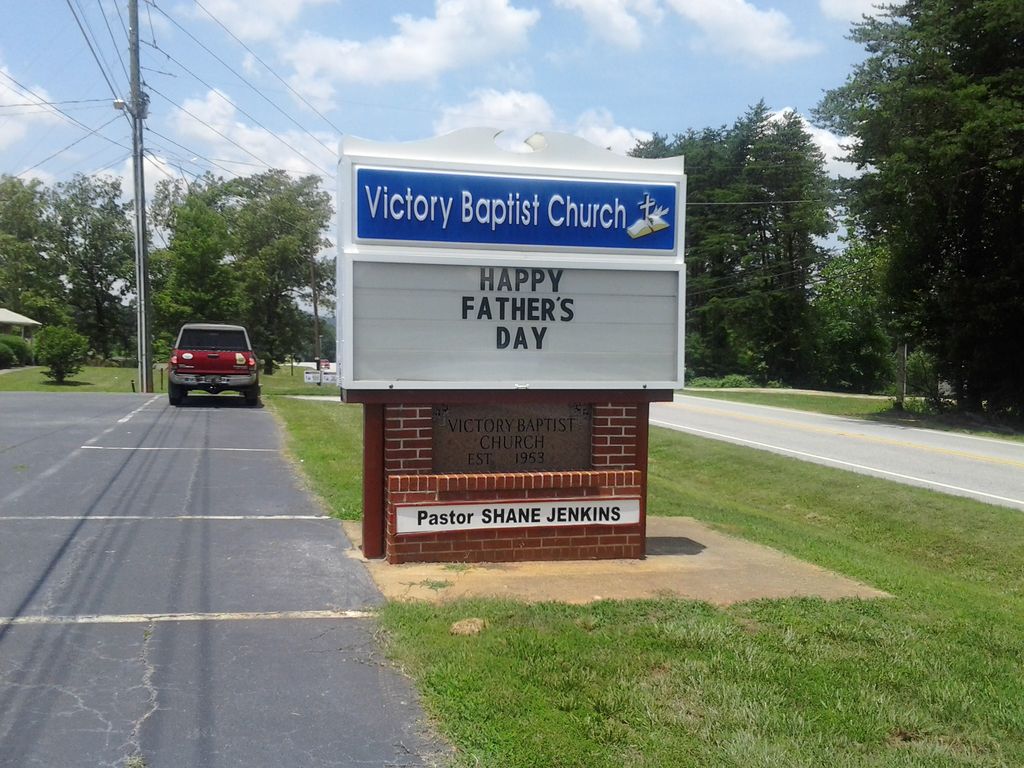 Victory Baptist Church
HAPPY
FATHER'S
DAY
VICTORY BAPTIST
CHURCH
EST. 1953
Pastor SHANE JENKINS